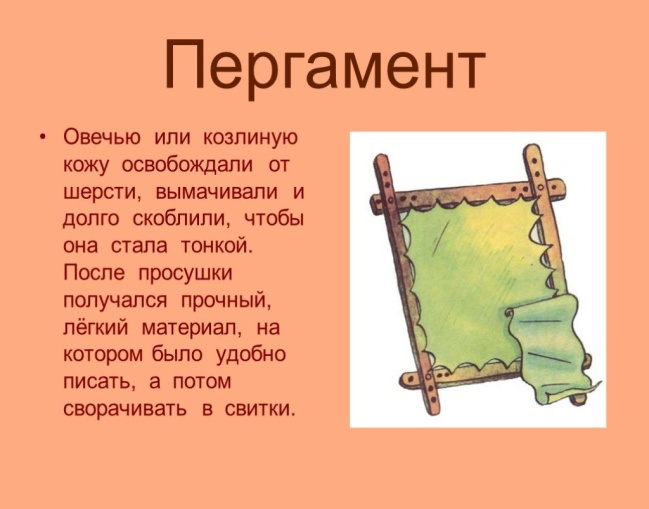 Пергамент
• Овечью или козлиную
кожу освобождали от
шерсти, вымачивали и
долго скоблили, чтобы
она стала тонкой.
После просушки
получался прочный,
лёгкий материал, на
котором было удобно
писать, а потом
сворачивать в свитки.